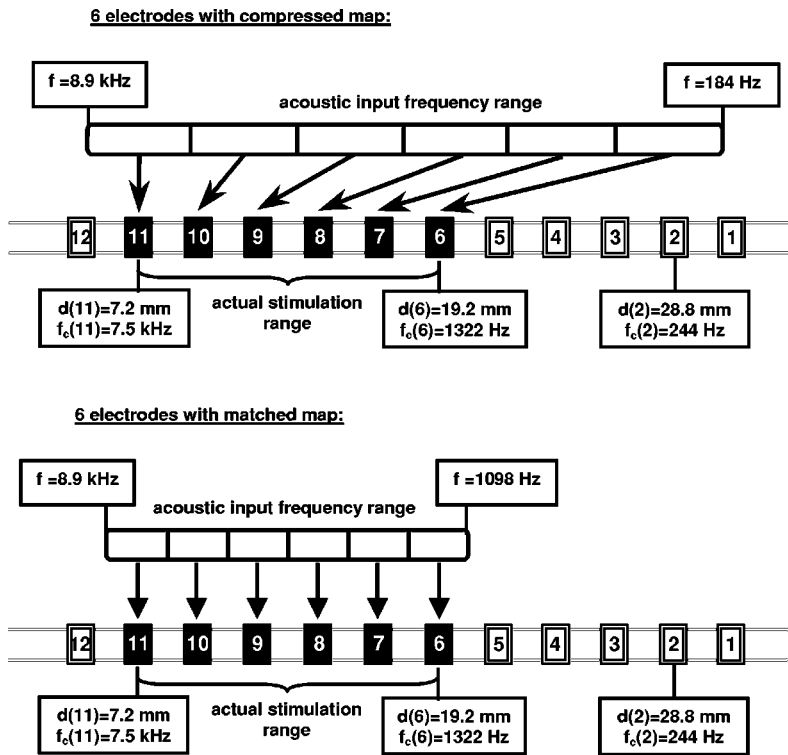 6 electrodes with compressed map:
f =8.9 kHz
f =184 Hz
acoustic input frequency range
12 11 10 9 8 7 6 5 4 3 2 1
d(11)=7.2 mm
fc(11)=7.5 kHz
actual stimulation
range
d(6)=19.2 mm
fc(6)=1322 Hz
d(2)=28.8 mm
fc(2)=244 Hz
6 electrodes with matched map:
f =8.9 kHz
f =1098 Hz
acoustic input frequency range
12 11 10 9 8 7 6 5 4 3 2 1
d(11)=7.2 mm
fc(11)=7.5 kHz
actual stimulation
range
d(6)=19.2 mm
fc(6)=1322 Hz
d(2)=28.8 mm
fc(2)=244 Hz